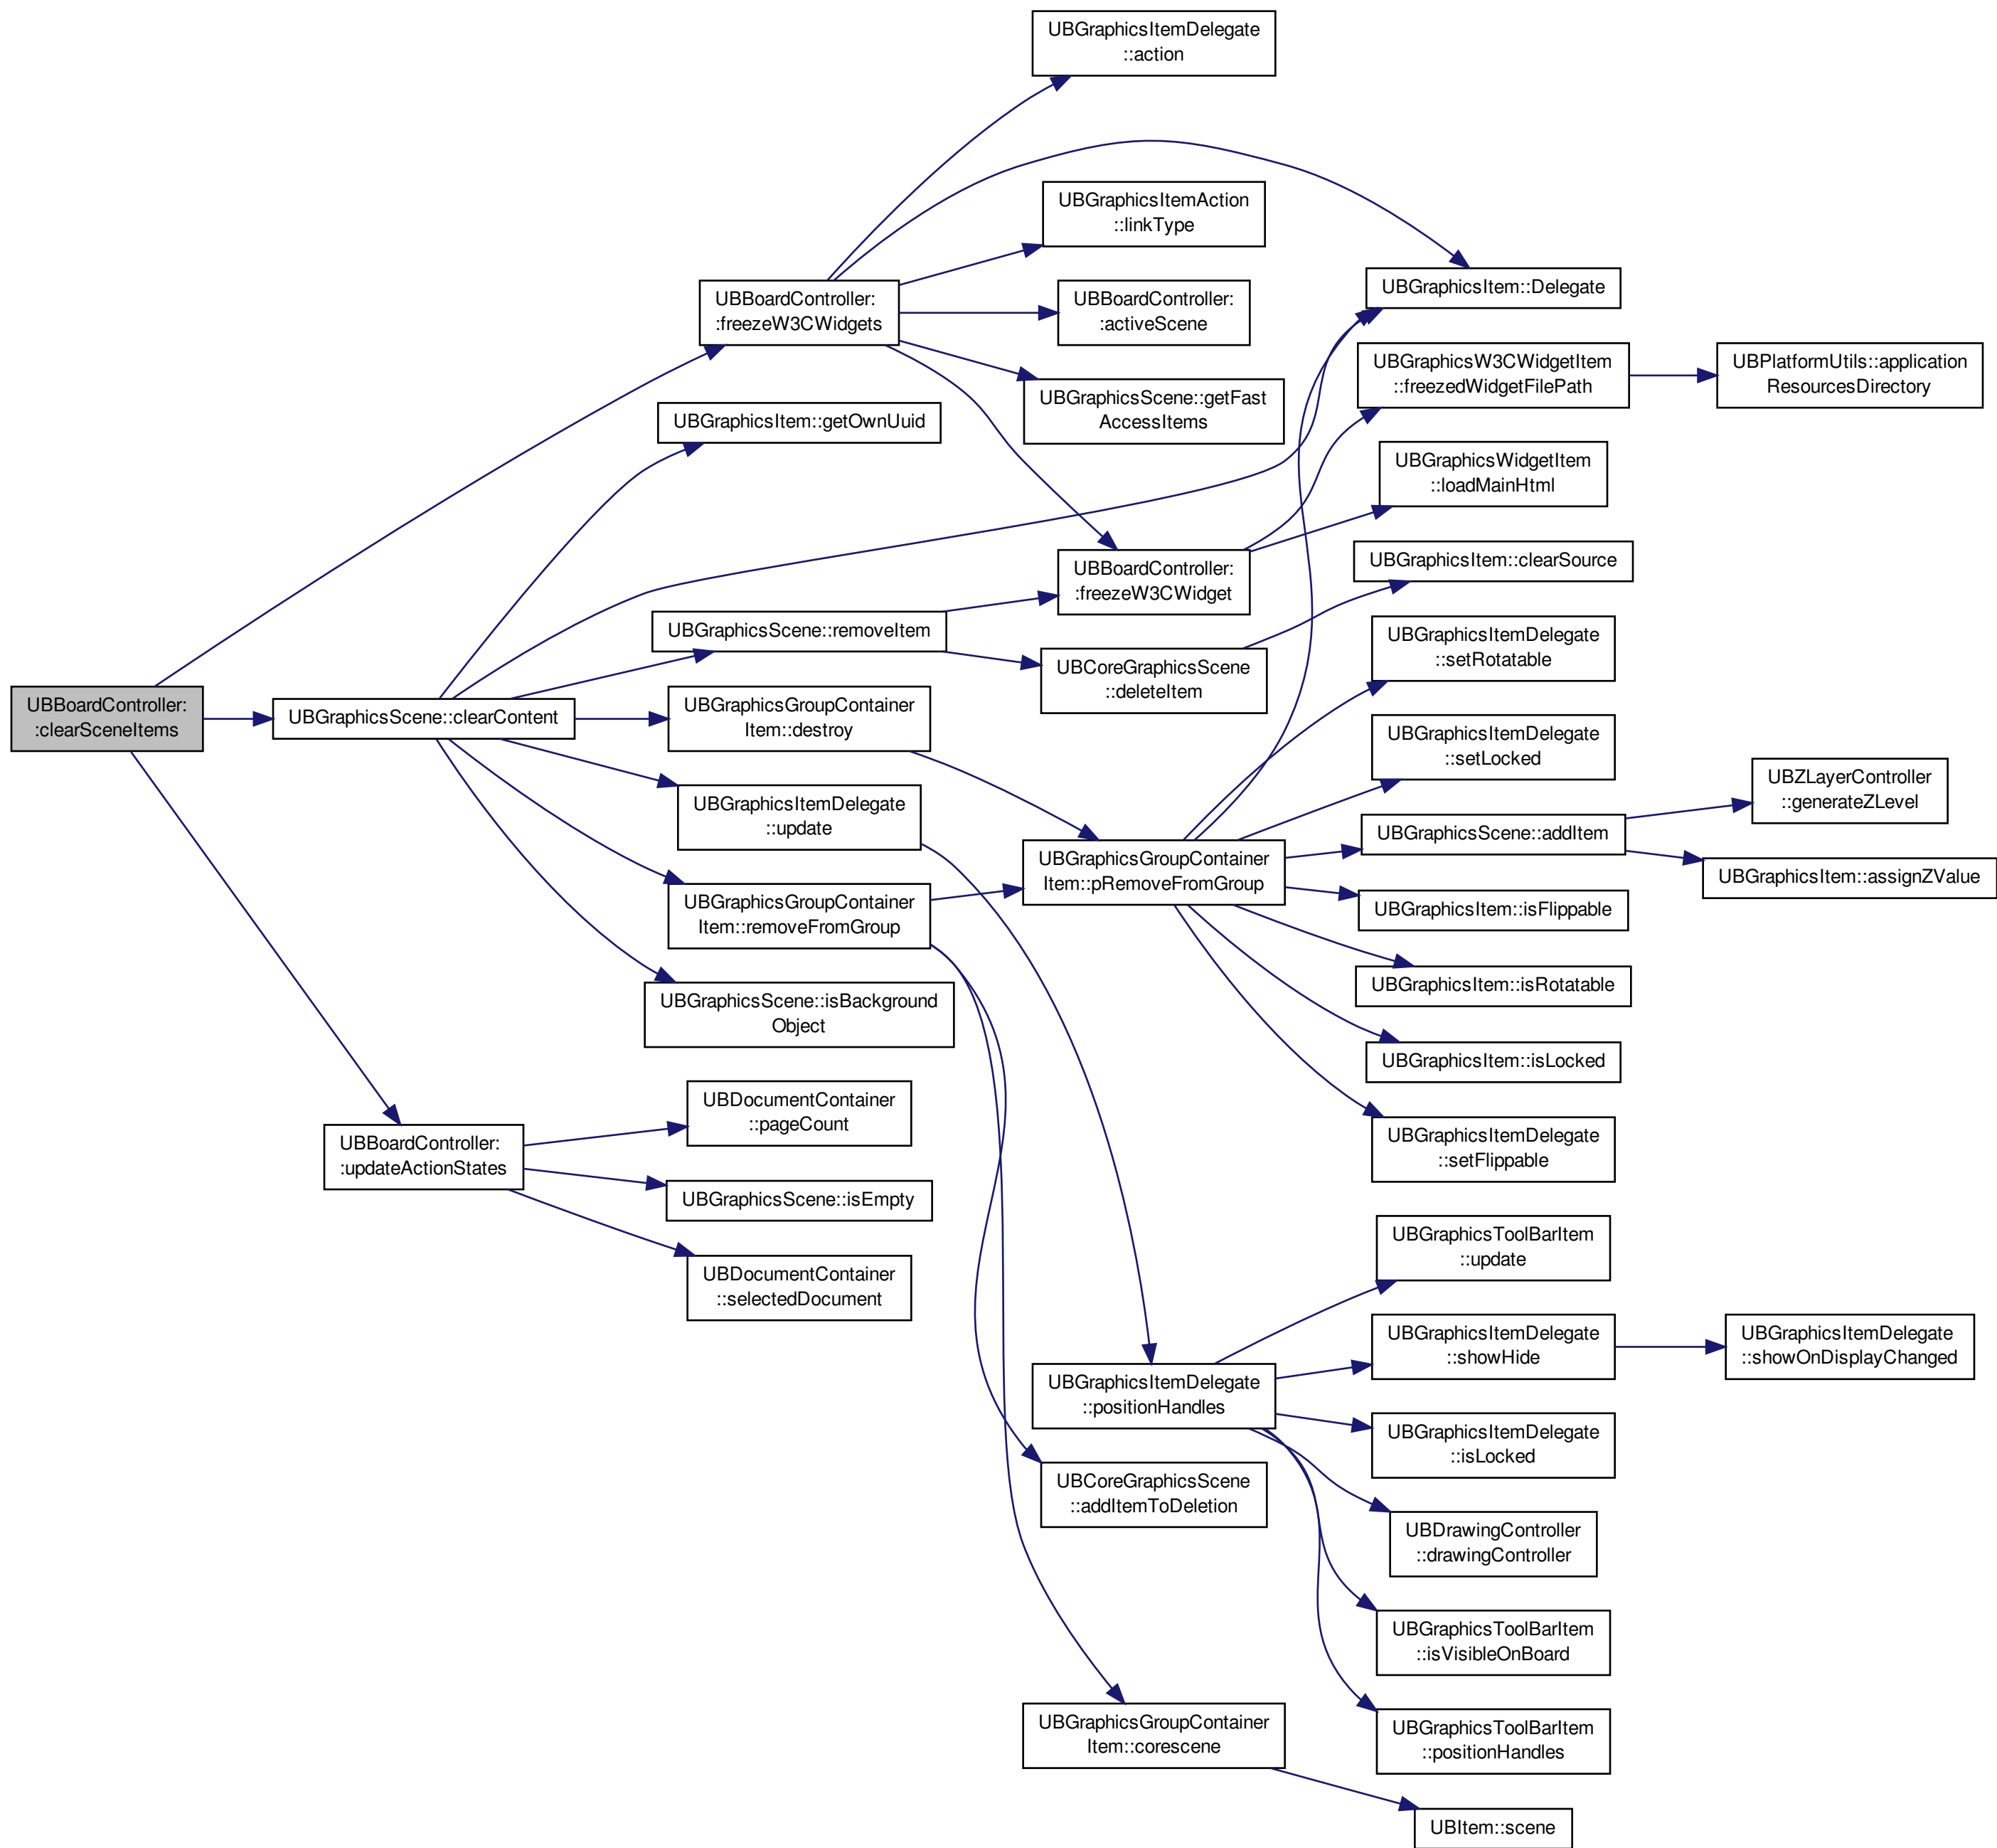 UBGraphicsItemDelegate
::action
UBGraphicsItemAction
::linkType
UBGraphicsItem::Delegate
UBBoardController:
:freezeW3CWidgets
UBBoardController:
:activeScene
UBGraphicsW3CWidgetItem
::freezedWidgetFilePath
UBPlatformUtils::application
ResourcesDirectory
UBGraphicsScene::getFast
AccessItems
UBGraphicsItem::getOwnUuid
UBGraphicsWidgetItem
::loadMainHtml
UBGraphicsItem::clearSource
UBBoardController:
:freezeW3CWidget
UBGraphicsScene::removeItem
UBGraphicsItemDelegate
::setRotatable
UBCoreGraphicsScene
::deleteItem
UBBoardController:
:clearSceneItems
UBGraphicsScene::clearContent
UBGraphicsGroupContainer
Item::destroy
UBGraphicsItemDelegate
::setLocked
UBZLayerController
::generateZLevel
UBGraphicsItemDelegate
::update
UBGraphicsScene::addItem
UBGraphicsGroupContainer
Item::pRemoveFromGroup
UBGraphicsItem::assignZValue
UBGraphicsGroupContainer
Item::removeFromGroup
UBGraphicsItem::isFlippable
UBGraphicsItem::isRotatable
UBGraphicsScene::isBackground
Object
UBGraphicsItem::isLocked
UBDocumentContainer
::pageCount
UBBoardController:
:updateActionStates
UBGraphicsItemDelegate
::setFlippable
UBGraphicsScene::isEmpty
UBGraphicsToolBarItem
::update
UBDocumentContainer
::selectedDocument
UBGraphicsItemDelegate
::showHide
UBGraphicsItemDelegate
::showOnDisplayChanged
UBGraphicsItemDelegate
::positionHandles
UBGraphicsItemDelegate
::isLocked
UBCoreGraphicsScene
::addItemToDeletion
UBDrawingController
::drawingController
UBGraphicsToolBarItem
::isVisibleOnBoard
UBGraphicsGroupContainer
Item::corescene
UBGraphicsToolBarItem
::positionHandles
UBItem::scene